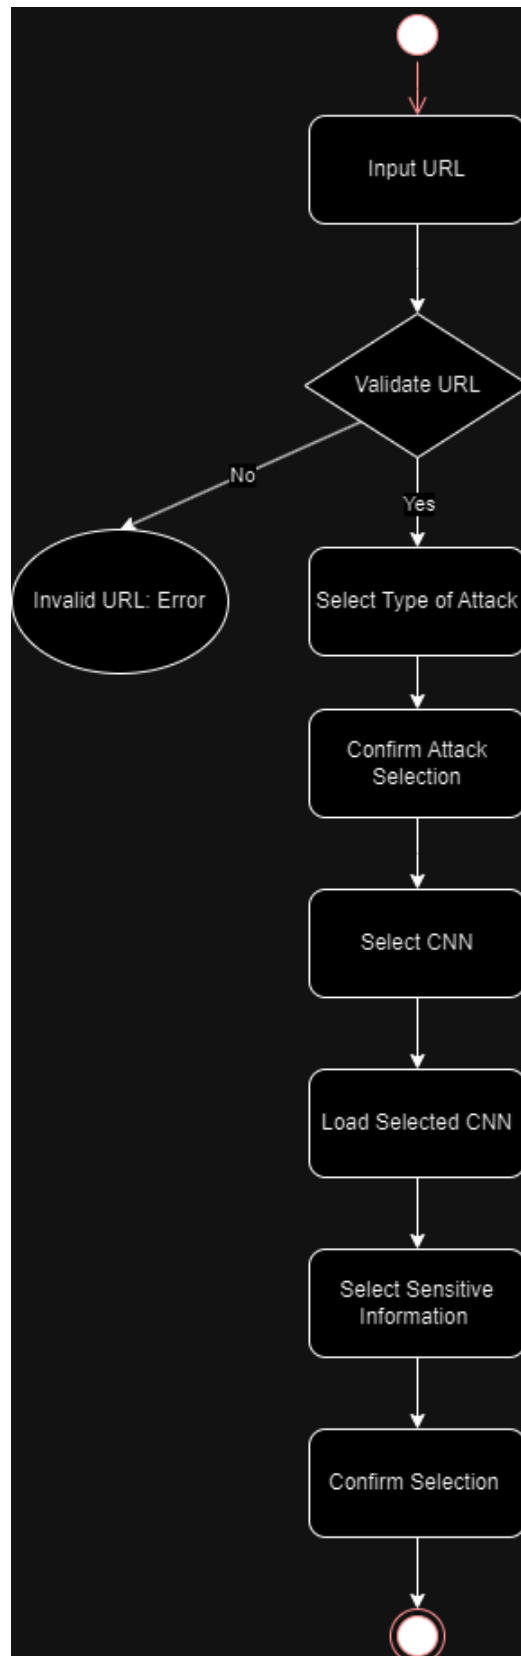 Input URL
Validate URL
No
Yes
Invalid URL: Error
Select Type of Attack
Confirm Attack
Selection
Select CNN
Load Selected CNN
Select Sensitive
Information
Confirm Selection